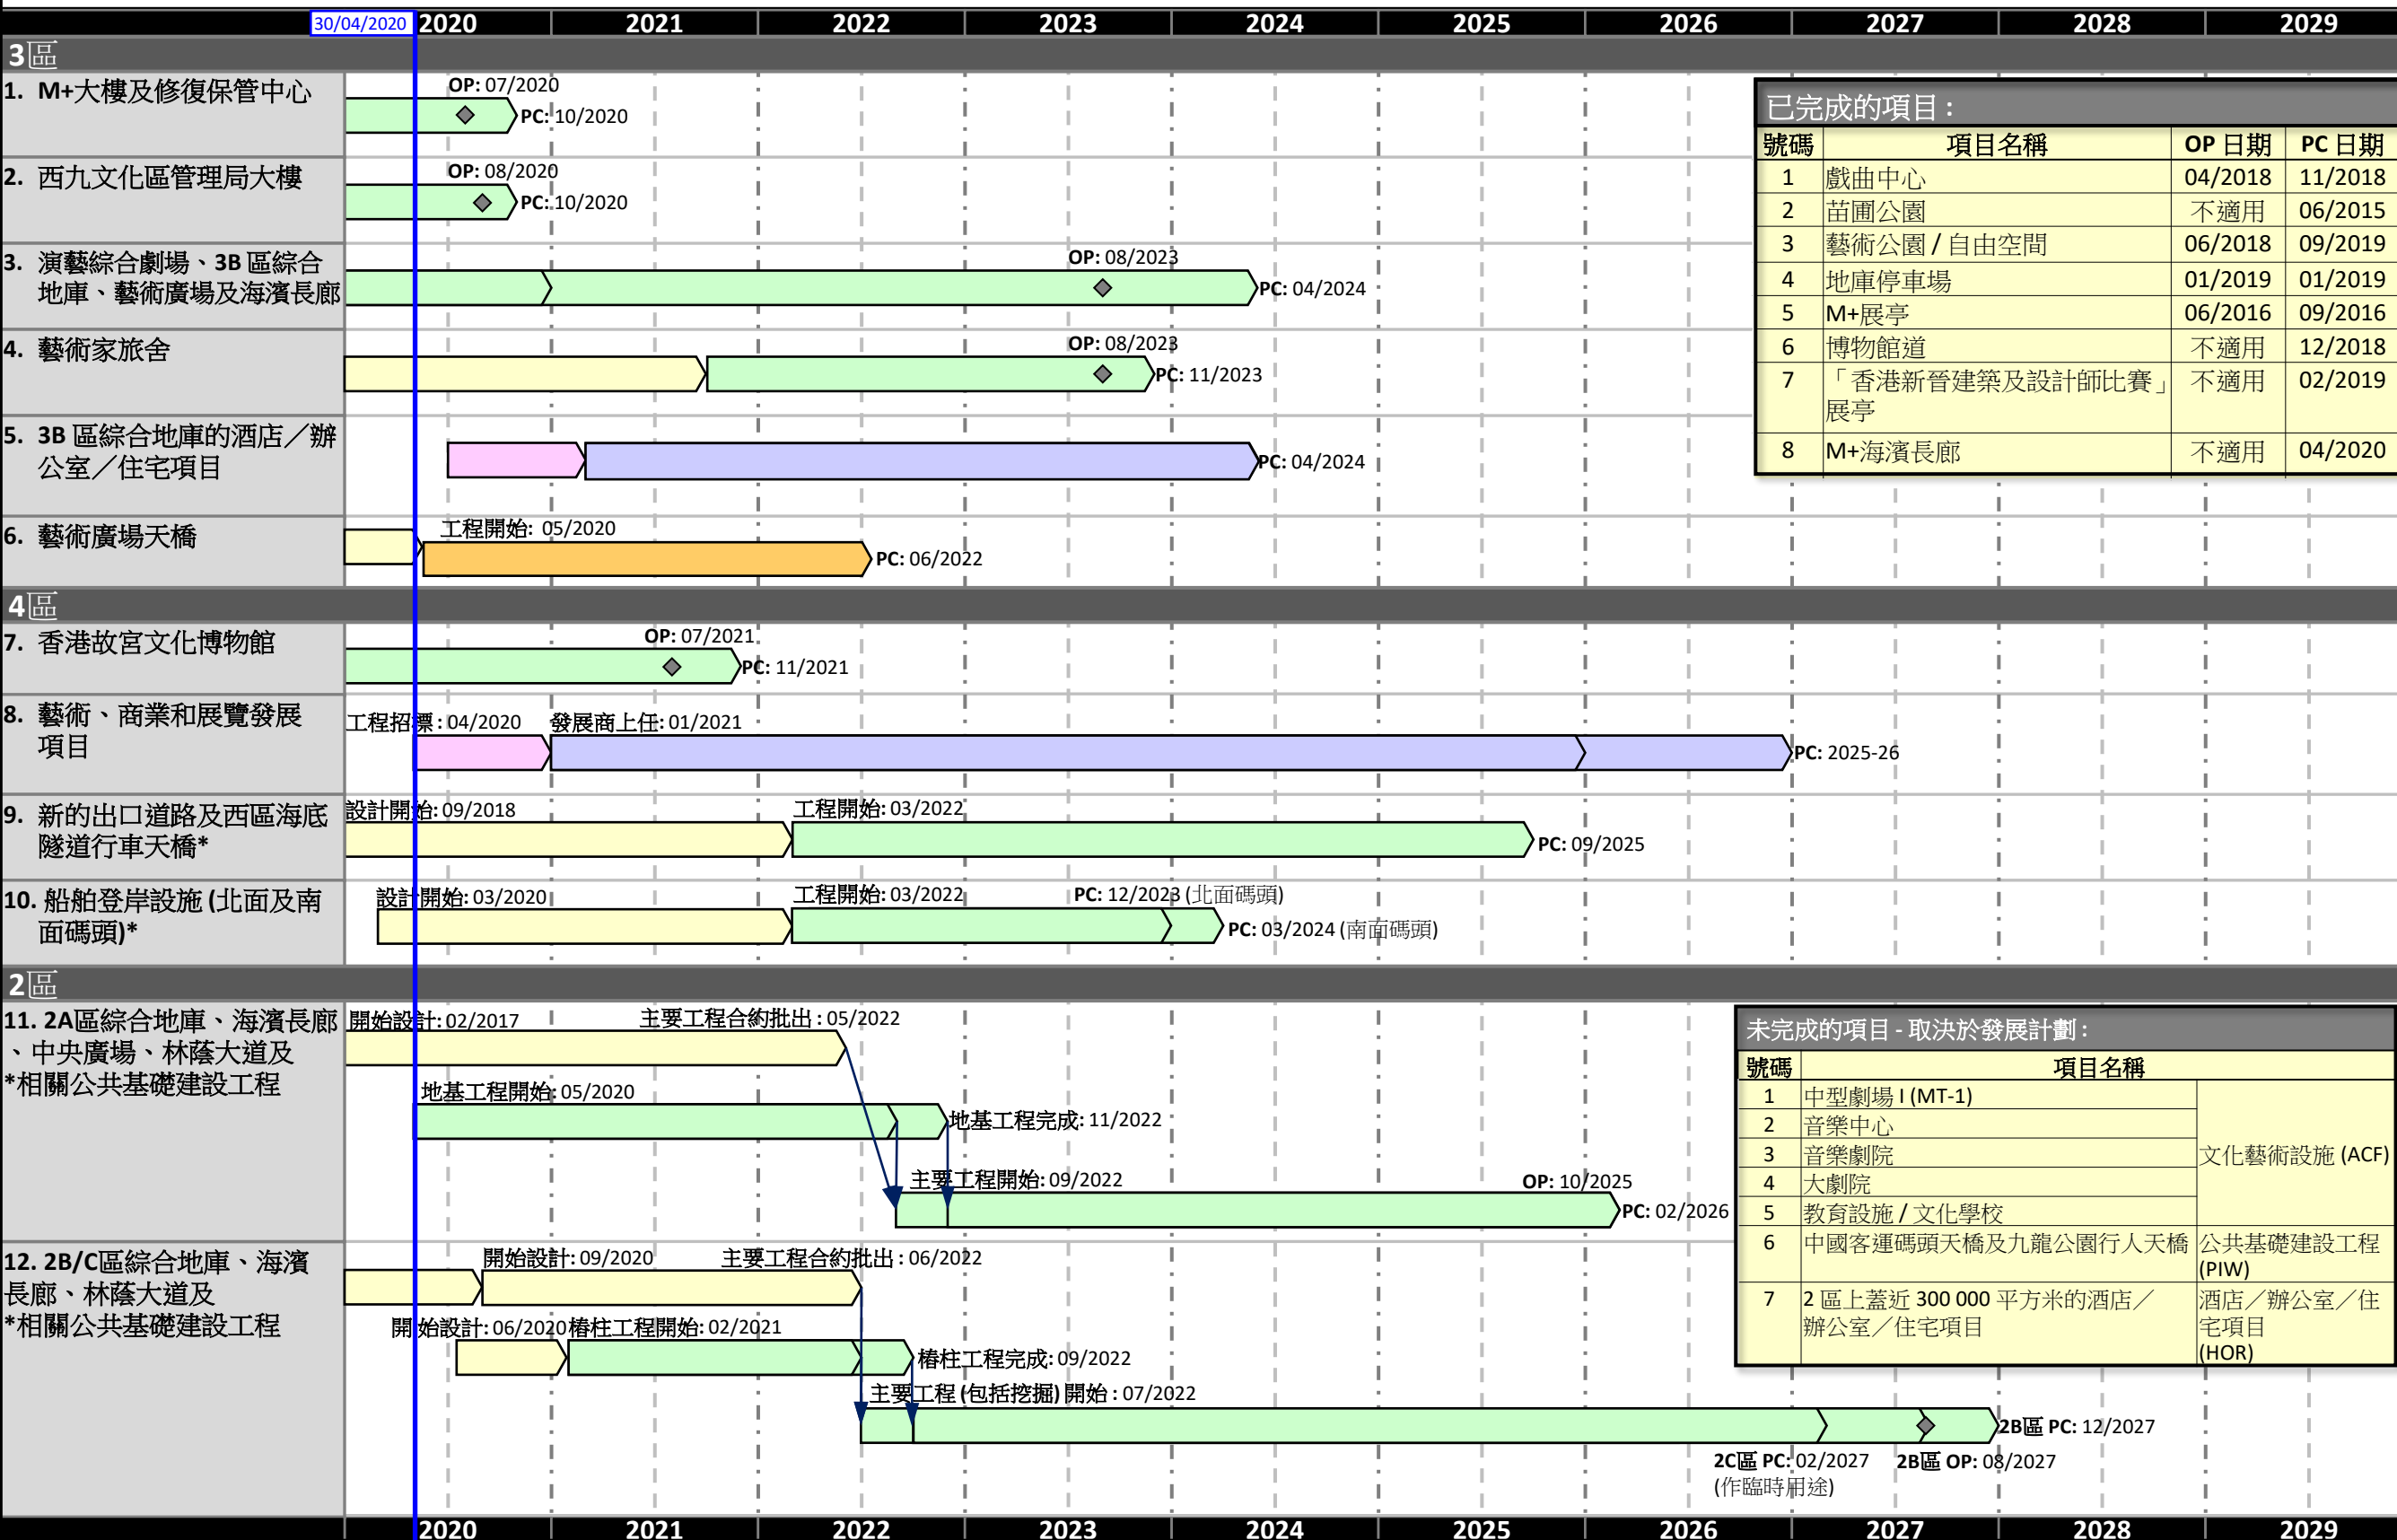 30/04/2020 2020 2021 2022 2023 2024 2025 2026 2027 2028 2029
3區
1. M+大樓及修復保管中心
OP: 07/2020
PC: 10/2020
2. 西九文化區管理局大樓
OP: 08/2020
PC: 10/2020
3. 演藝綜合劇場、3B 區綜合
地庫、藝術廣場及海濱長廊
OP: 08/2023
PC: 04/2024
4. 藝術家旅舍
OP: 08/2023
PC: 11/2023
5. 3B 區綜合地庫的酒店／辦
公室／住宅項目
PC: 04/2024
6. 藝術廣場天橋
工程開始: 05/2020
PC: 06/2022
已完成的項目 :
號碼 項目名稱 OP 日期 PC 日期
1 戲曲中心 04/2018 11/2018
2 苗圃公園 不適用 06/2015
3 藝術公園 / 自由空間 06/2018 09/2019
4 地庫停車場 01/2019 01/2019
5 M+展亭 06/2016 09/2016
6 博物館道 不適用 12/2018
7 「香港新晉建築及設計師比賽」 不適用 02/2019
展亭
8 M+海濱長廊 不適用 04/2020
4區
7. 香港故宮文化博物館
OP: 07/2021
PC: 11/2021
8. 藝術、商業和展覽發展
項目
工程招標 : 04/2020 發展商上任: 01/2021
PC: 2025-26
9. 新的出口道路及西區海底
隧道行車天橋*
設計開始: 09/2018 工程開始: 03/2022
PC: 09/2025
10. 船舶登岸設施 (北面及南
面碼頭)*
設計開始: 03/2020 工程開始: 03/2022 PC: 12/2023 (北面碼頭)
PC: 03/2024 (南面碼頭)
2區
11. 2A區綜合地庫、海濱長廊
、中央廣場、林蔭大道及
*相關公共基礎建設工程
開始設計: 02/2017 主要工程合約批出 : 05/2022
地基工程開始: 05/2020
地基工程完成: 11/2022
主要工程開始: 09/2022 OP: 10/2025
PC: 02/2026
12. 2B/C區綜合地庫、海濱
長廊、林蔭大道及
*相關公共基礎建設工程
開始設計: 09/2020 主要工程合約批出 : 06/2022
開始設計: 06/2020 樁柱工程開始: 02/2021
樁柱工程完成: 09/2022
主要工程 (包括挖掘) 開始 : 07/2022
2B區 PC: 12/2027
2C區 PC: 02/2027 2B區 OP: 08/2027
(作臨時用途)
未完成的項目 - 取決於發展計劃 :
號碼 項目名稱
1 中型劇場 I (MT-1)
2 音樂中心
3 音樂劇院 文化藝術設施 (ACF)
4 大劇院
5 教育設施 / 文化學校
6 中國客運碼頭天橋及九龍公園行人天橋 公共基礎建設工程
(PIW)
7 2 區上蓋近 300 000 平方米的酒店／ 酒店／辦公室／住
辦公室／住宅項目 宅項目
(HOR)
2020 2021 2022 2023 2024 2025 2026 2027 2028 2029